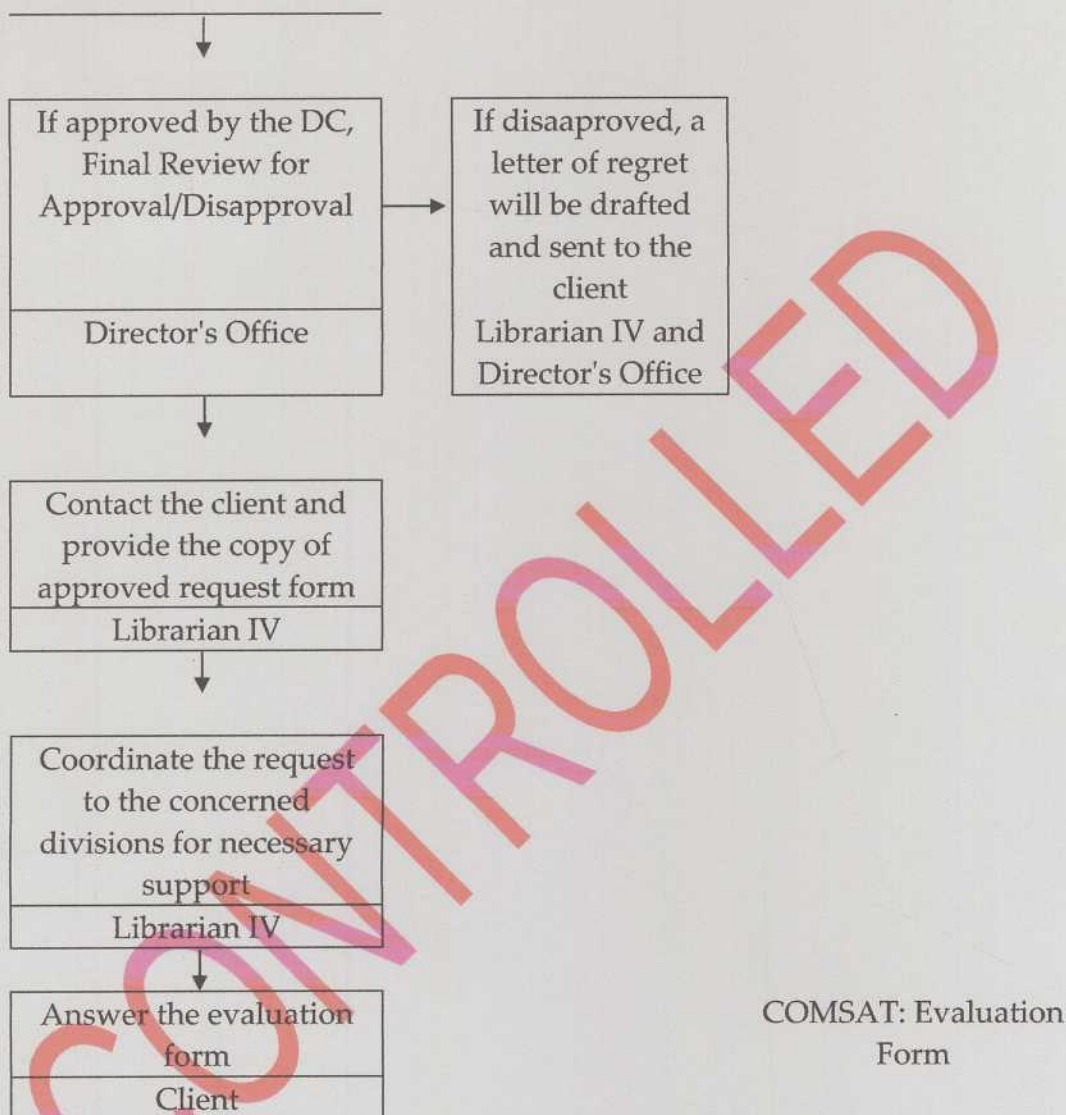 If approved by the DC,
Final Review for
Approval/Disapproval
Director's Office
If disaaproved, a
letter of regret
will be drafted
and sent to the
client
Librarian IV and
Director's Office
Contact the client and
provide the copy of
approved request form
Librarian IV
Coordinate the request
to the concerned
divisions for necessary
support
Librarian IV
Answer the evaluation
form
Client
COMSAT: Evaluation
Form
CONTROLLED